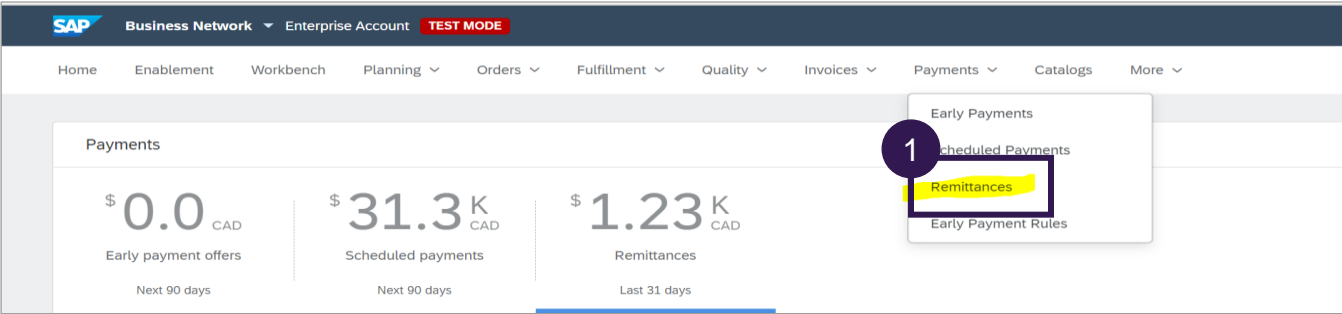 SAP Business Network Enterprise Account TEST MODE
Home Enablement Workbench Planning Orders Fulfillment Quality Invoices Payments Catalogs More
Early Payments
Scheduled Payments
1
Remittances
Early Payment Rules
Payments
$ 0.0 CAD
Early payment offers
Next 90 days
$ 31.3 K CAD
Scheduled payments
Next 90 days
$ 1.23 K CAD
Remittances
Last 31 days